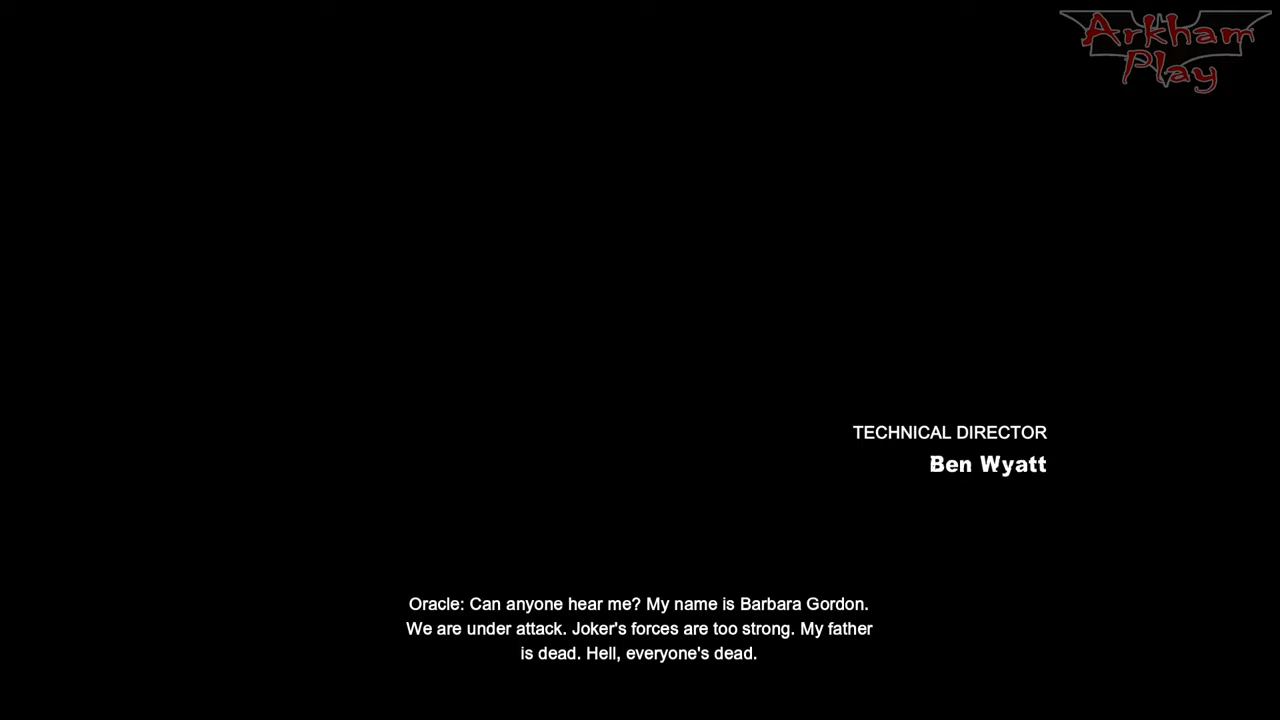 Arkham
Play
TECHNICAL DIRECTOR
Ben Wyatt
Oracle: Can anyone hear me? My name is Barbara Gordon.
We are under attack. Joker's forces are too strong. My father
is dead. Hell, everyone's dead.